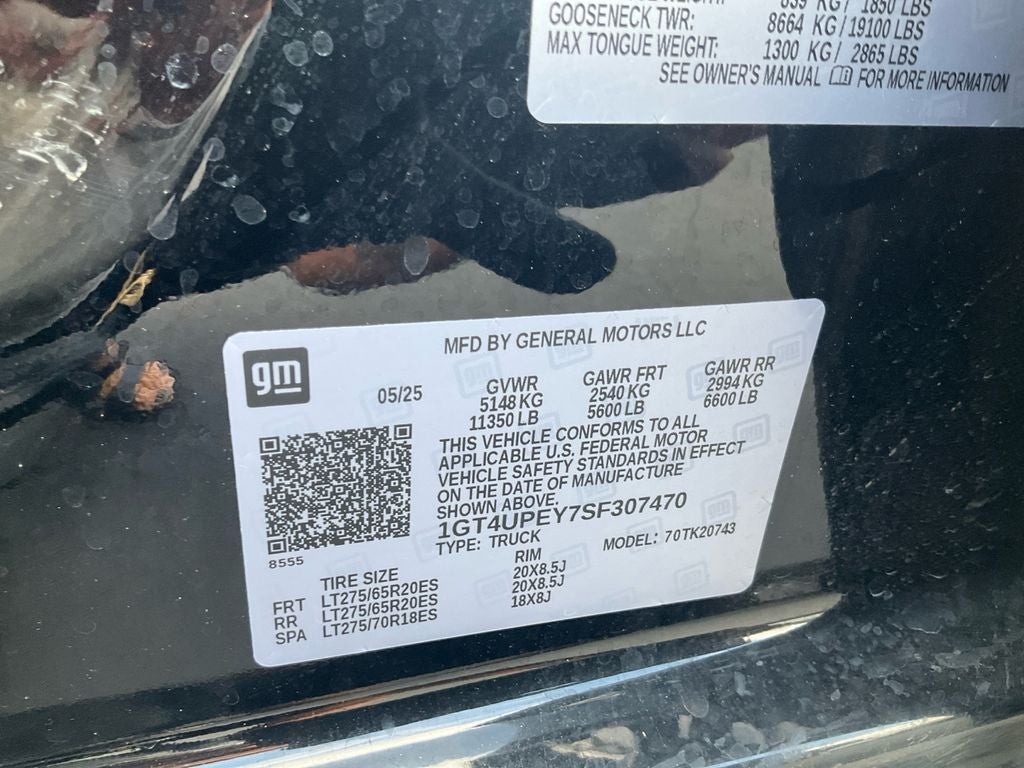 839 KG/ 1850 LBS
GOOSENECK TWR: 8664 KG/19100 LBS
MAX TONGUE WEIGHT: 1300 KG/ 2865 LBS
SEE OWNER'S MANUAL FOR MORE INFORMATION
gm
MFD BY GENERAL MOTORS LLC
05/25 GVWR GAWR FRT GAWR RR
5148 KG 2540 KG 2994 KG
11350 LB 5600 LB 6600 LB
THIS VEHICLE CONFORMS TO ALL
APPLICABLE U.S. FEDERAL MOTOR
VEHICLE SAFETY STANDARDS IN EFFECT
ON THE DATE OF MANUFACTURE
SHOWN ABOVE.
1GT4UPEY7SF307470
TYPE: TRUCK MODEL: 70TK20743
8555
TIRE SIZE RIM
FRT LT275/65R20ES 20X8.5J
RR LT275/65R20ES 20X8.5J
SPA LT275/70R18ES 18X8J